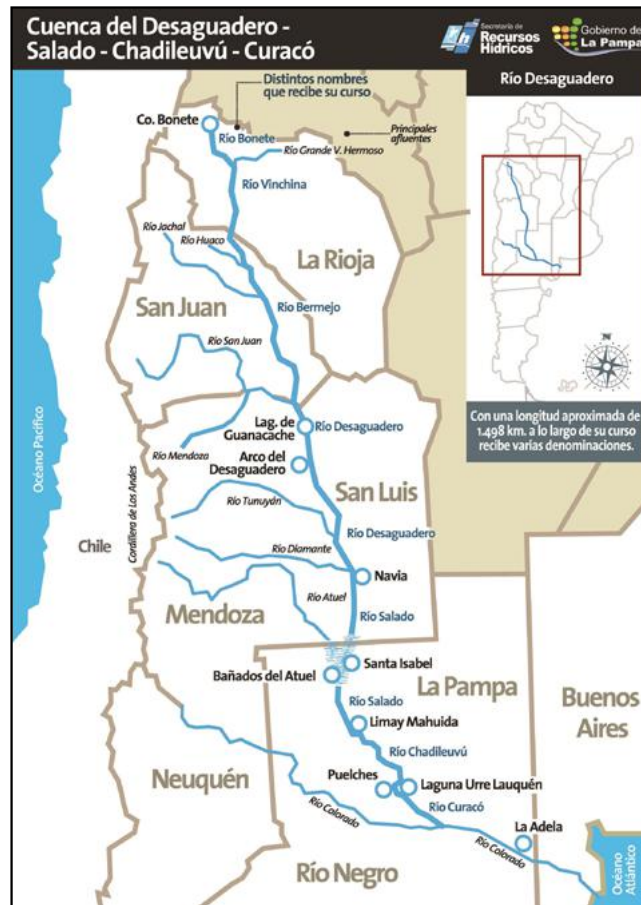 Cuenca del Desaguadero -
Salado - Chadileuvú - Curacó
rh
Secretaría de
Recursos
Hídricos
Gobierno de
La Pampa
Río Desaguadero
Distintos nombres
que recibe su curso
Co. Bonete
Río Bonete
Principales
afluentes
Río Grande V. Hermoso
Río Vinchina
Río Jachal
Río Huaco
La Rioja
San Juan
Río Bermejo
Río San Juan
N
Con una longitud aproximada de
1.498 km. a lo largo de su curso
recibe varias denominaciones.
Océano Pacífico
Lag. de
Guanacache
Río Desaguadero
Río Mendoza
Arco del
Desaguadero
San Luis
Río Tunuyán
Río Desaguadero
Chile
Cordillera de Los Andes
Río Diamante
Navia
Río Atuel
Mendoza
Río Salado
Santa Isabel
Bañados del Atuel
La Pampa
Buenos
Aires
Río Salado
Limay Mahuida
Río Chadileuvú
Neuquén
Puelches
Laguna Urre Lauquén
Río Curacó
Río Colorado
La Adela
Río Colorado
Río Negro
Océano
Atlántico